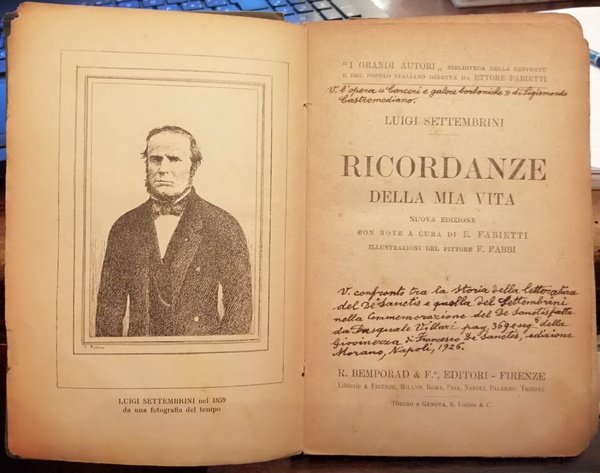 LUIGI SETTEMBRINI nel 1859
da una fotografia del tempo
"I GRANDI AUTORI„ BIBLIOTECA DELLA GIOVENTÙ
E DEL POPOLO ITALIANO DIRETTA DA ETTORE FABIETTI
V. l'opera « Carceri e galere borboniche » di Sigismondo
Castromediano.
LUIGI SETTEMBRINI
RICORDANZE
DELLA MIA VITA
NUOVA EDIZIONE
CON NOTE A CURA DI E. FABIETTI
ILLUSTRAZIONI DEL PITTORE F. FABBI
V. confronto tra la Storia della letteratura
del De Sanctis e quella del Settembrini
nella Commemorazione del De Sanctis fatta
da Pasquale Villari pag. 369 e seg. della
Giovinezza di Francesco De Sanctis, edizione
Morano, Napoli, 1926.
R. BEMPORAD & F.°, EDITORI - FIRENZE
LIBRERIE A FIRENZE, MILANO, ROMA, PISA, NAPOLI, PALERMO, TRIESTE
TORINO E GENOVA, S. LATTES & C.